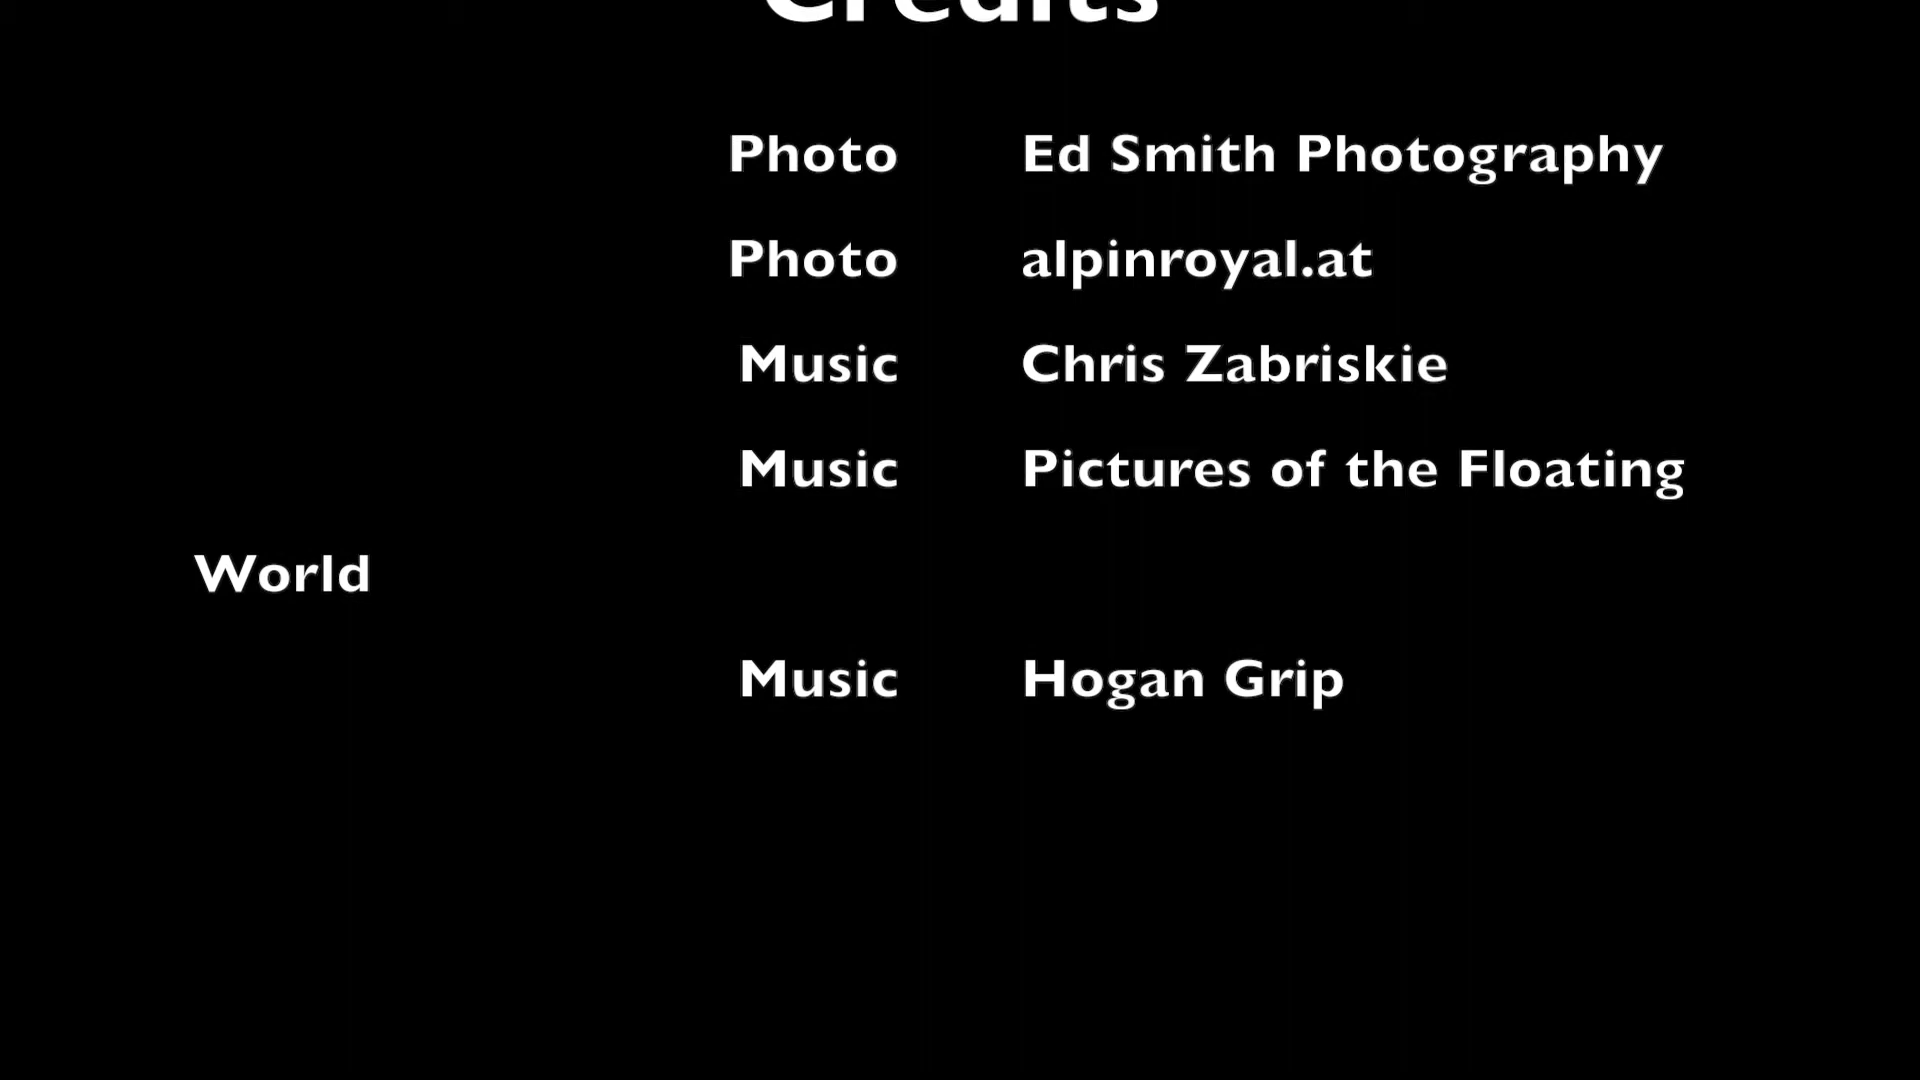 Credits
Photo Ed Smith Photography
Photo alpinroyal.at
Music Chris Zabriskie
Music Pictures of the Floating
World
Music Hogan Grip